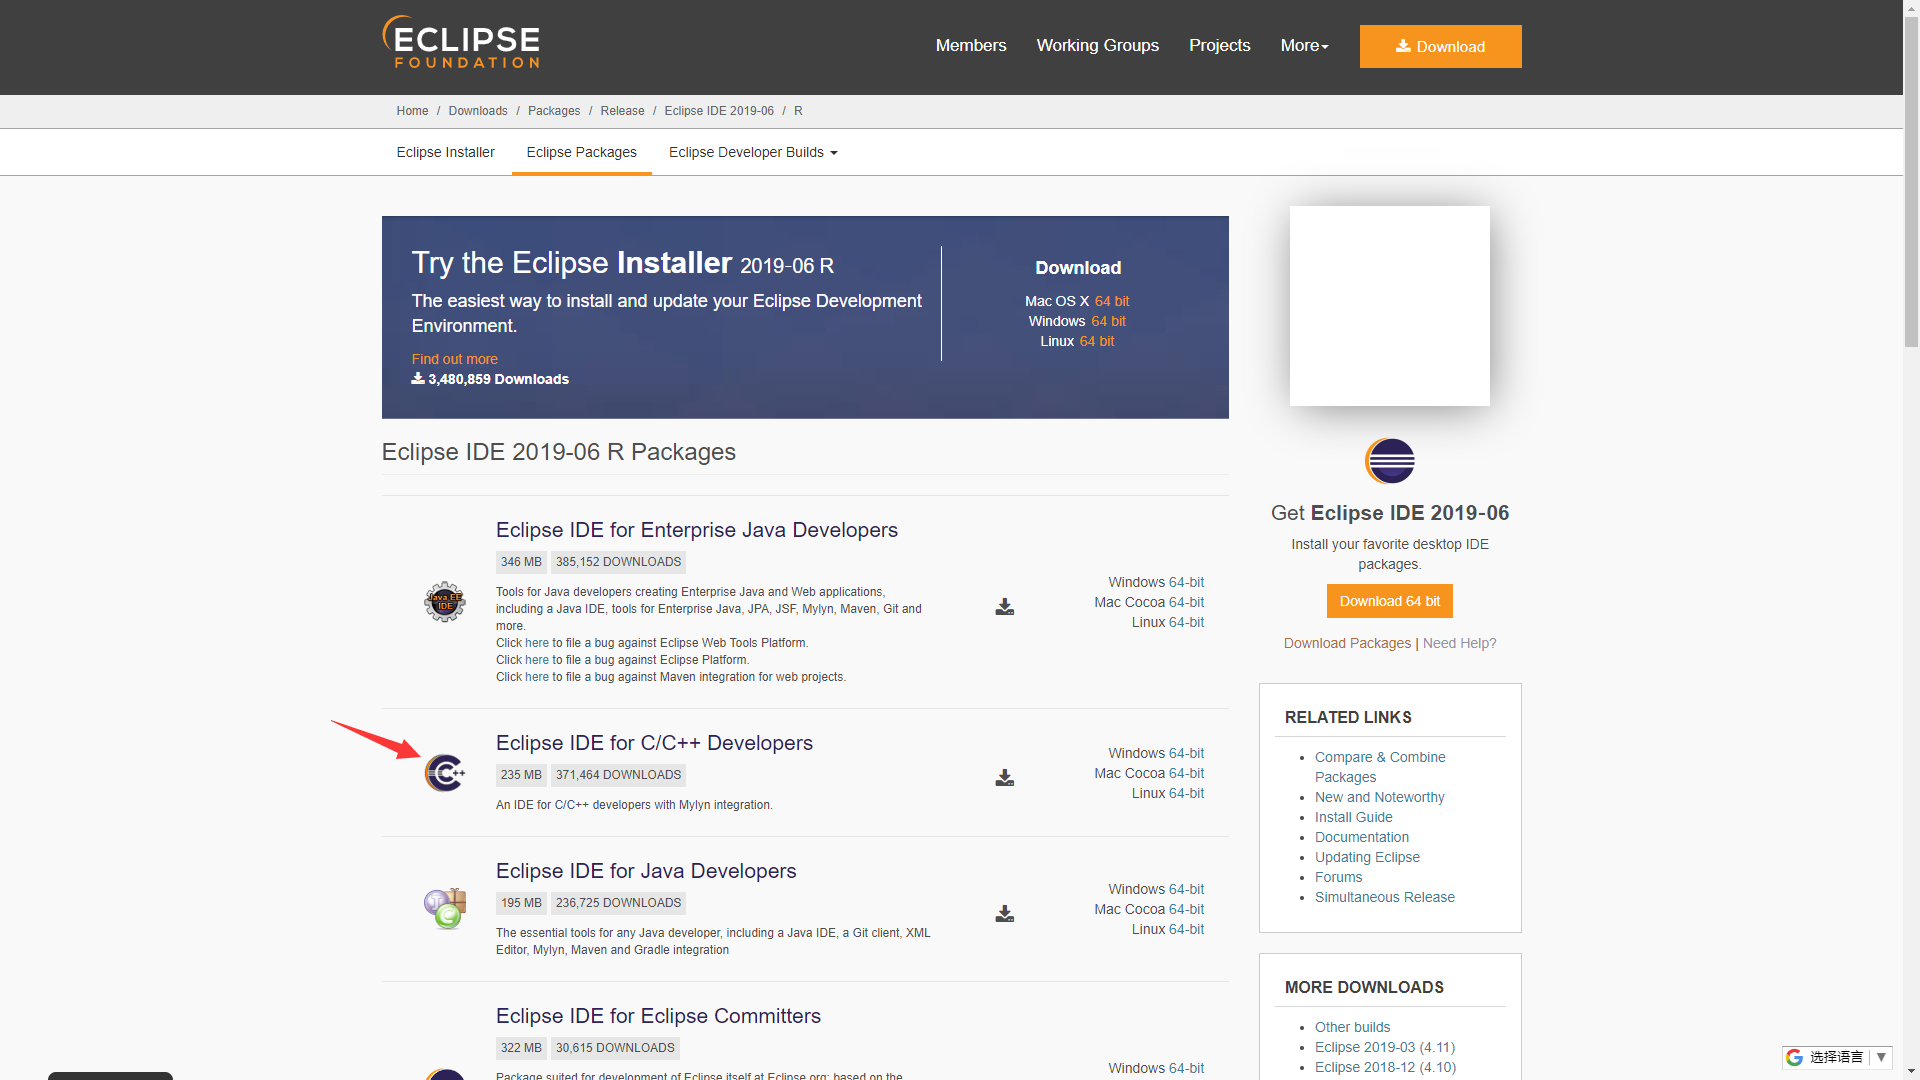 ECLIPSE
FOUNDATION
Members Working Groups Projects More Download
Home / Downloads / Packages / Release / Eclipse IDE 2019-06 / R
Eclipse Installer Eclipse Packages Eclipse Developer Builds
Try the Eclipse Installer 2019-06 R
The easiest way to install and update your Eclipse Development
Environment.
Find out more
3,480,859 Downloads
Download
Mac OS X 64 bit
Windows 64 bit
Linux 64 bit
Eclipse IDE 2019-06 R Packages
Eclipse IDE for Enterprise Java Developers
346 MB 385,152 DOWNLOADS
Java EE
IDE
Tools for Java developers creating Enterprise Java and Web applications,
including a Java IDE, tools for Enterprise Java, JPA, JSF, Mylyn, Maven, Git and
more.
Click here to file a bug against Eclipse Web Tools Platform.
Click here to file a bug against Eclipse Platform.
Click here to file a bug against Maven integration for web projects.
Windows 64-bit
Mac Cocoa 64-bit
Linux 64-bit
Eclipse IDE for C/C++ Developers
235 MB 371,464 DOWNLOADS
C++
An IDE for C/C++ developers with Mylyn integration.
Windows 64-bit
Mac Cocoa 64-bit
Linux 64-bit
Eclipse IDE for Java Developers
195 MB 236,725 DOWNLOADS
The essential tools for any Java developer, including a Java IDE, a Git client, XML
Editor, Mylyn, Maven and Gradle integration
Windows 64-bit
Mac Cocoa 64-bit
Linux 64-bit
Eclipse IDE for Eclipse Committers
322 MB 30,615 DOWNLOADS
Package suited for development of Eclipse itself at Eclipse.org; based on the
Windows 64-bit
Get Eclipse IDE 2019-06
Install your favorite desktop IDE
packages.
Download 64 bit
Download Packages | Need Help?
RELATED LINKS
Compare & Combine
Packages
New and Noteworthy
Install Guide
Documentation
Updating Eclipse
Forums
Simultaneous Release
MORE DOWNLOADS
Other builds
Eclipse 2019-03 (4.11)
Eclipse 2018-12 (4.10)
选择语言